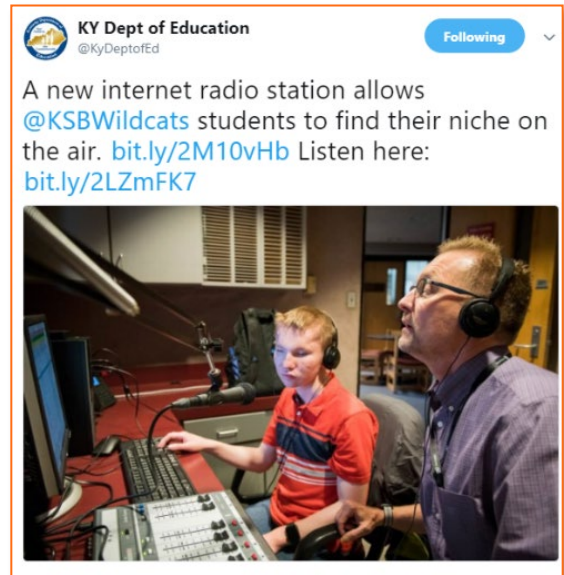 KY Dept of Education
@KyDeptofEd
Following
A new internet radio station allows
@KSBWildcats students to find their niche on
the air. bit.ly/2M10vHb Listen here:
bit.ly/2LZmFK7